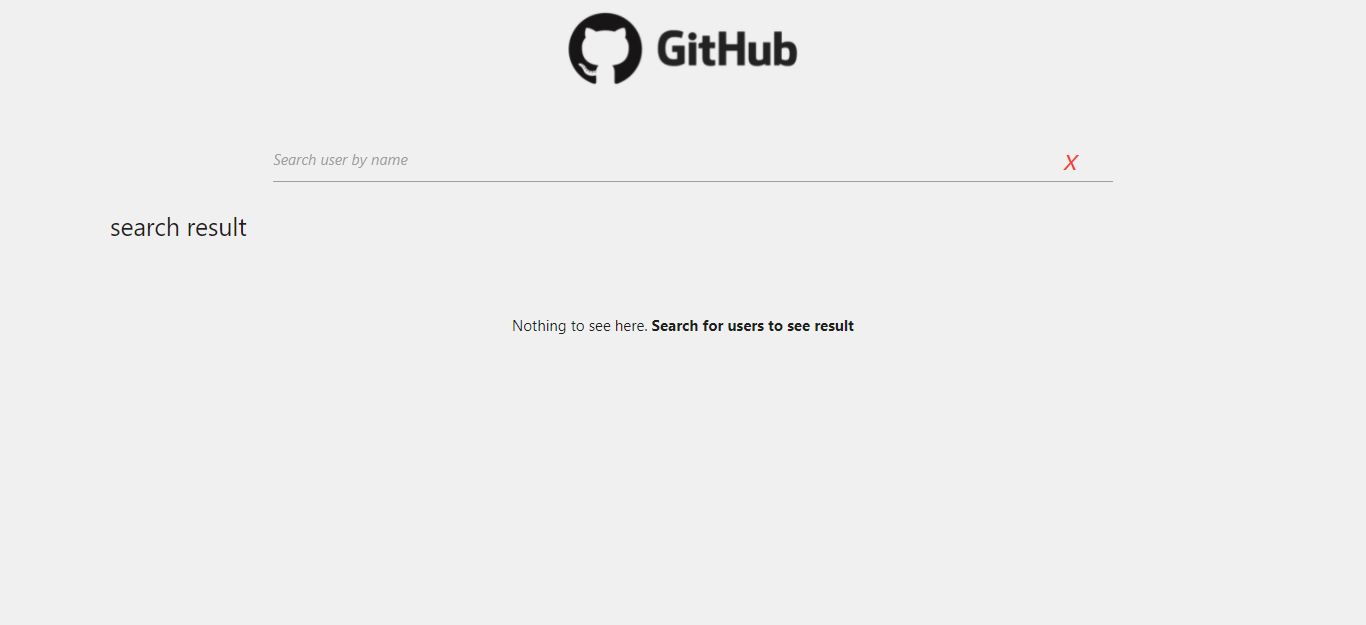 GitHub
Search user by name
X
search result
Nothing to see here. Search for users to see result